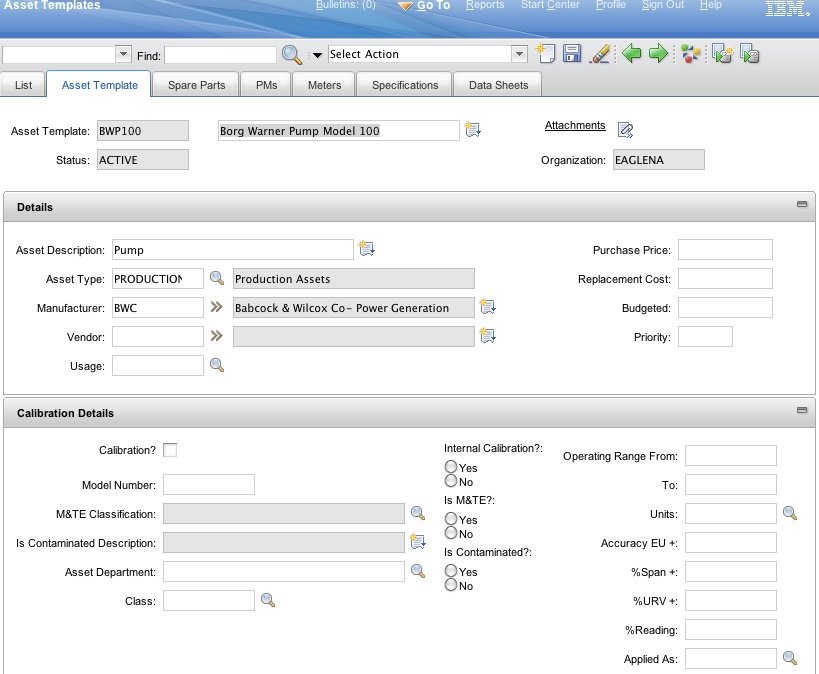 Asset Templates Bulletins: (0) Go To Reports Start Center Profile Sign Out Help IBM.
Find: Select Action
List Asset Template Spare Parts PMs Meters Specifications Data Sheets
Asset Template: BWP100 Borg Warner Pump Model 100 Attachments
Status: ACTIVE Organization: EAGLENA
Details
Asset Description: Pump Purchase Price:
Asset Type: PRODUCTION Production Assets Replacement Cost:
Manufacturer: BWC Babcock & Wilcox Co- Power Generation Budgeted:
Vendor: Priority:
Usage:
Calibration Details
Calibration? Internal Calibration?: Operating Range From:
Yes
No
Model Number: To:
Is M&TE?:
M&TE Classification: Yes Units:
No
Is Contaminated Description: Accuracy EU +:
Is Contaminated?:
Asset Department: Yes %Span +:
No
Class: %URV +:
%Reading:
Applied As: